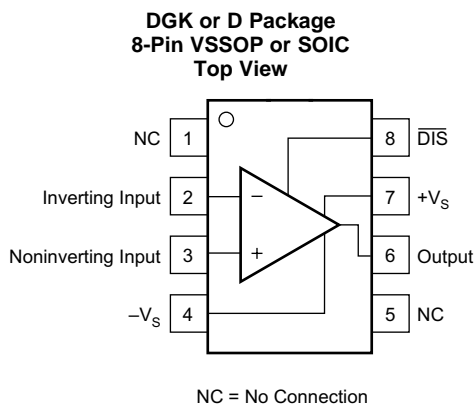 DGK or D Package
8-Pin VSSOP or SOIC
Top View
NC 1
8 DIS
Inverting Input 2 −
7 +VS
Noninverting Input 3 +
6 Output
−VS 4
5 NC
NC = No Connection